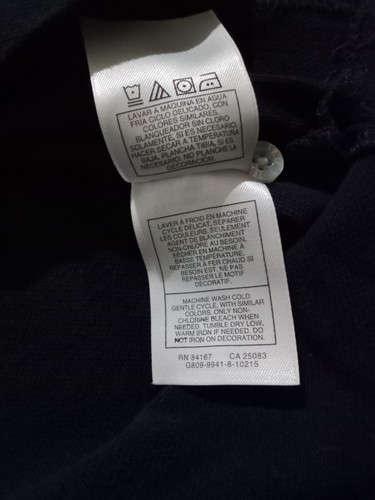 LAVAR A MAQUINA EN AGUA
FRIA CICLO DELICADO, CON
COLORES SIMILARES.
BLANQUEADOR SIN CLORO
SOLAMENTE, SI ES NECESARIO.
HACER SECAR A TEMPERATURA
BAJA. PLANCHA TIBIA, SI ES
NECESARIO. NO PLANCHE LA
DECORACIÓN.
LAVER À FROID EN MACHINE
CYCLE DÉLICAT, SÉPARER
LES COULEURS. SEULEMENT
AGENT DE BLANCHIMENT
NON-CHLORE AU BESOIN,
SÉCHER EN MACHINE À
BASSE TEMPÉRATURE.
REPASSER À FER CHAUD SI
BESOIN EST. NE PAS
REPASSER LE MOTIF
DÉCORATIF.
MACHINE WASH COLD
GENTLE CYCLE, WITH SIMILAR
COLORS, ONLY NON-
CHLORINE BLEACH WHEN
NEEDED. TUMBLE DRY LOW,
WARM IRON IF NEEDED. DO
NOT IRON ON DECORATION.
RN 84167 CA 25083
G809-9941-8-10215